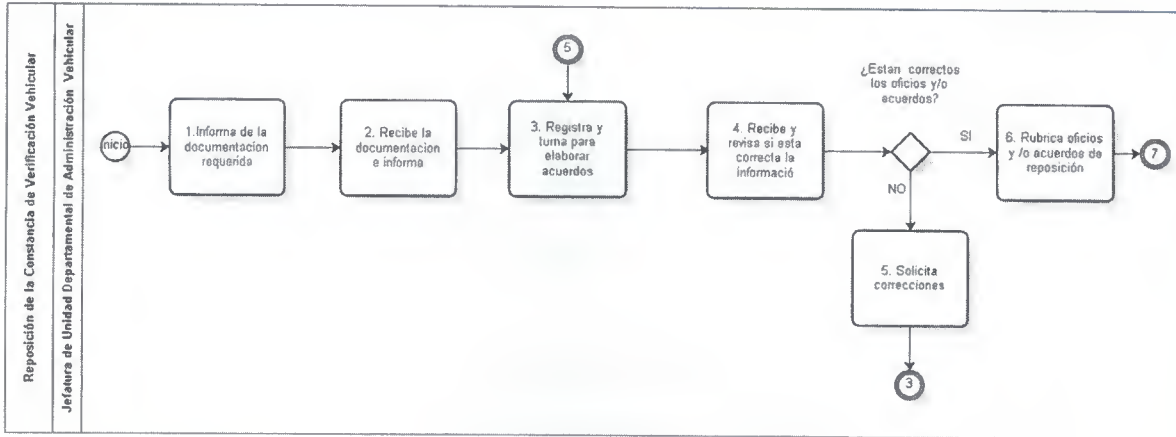 Reposición de la Constancia de Verificación Vehicular
Jefatura de Unidad Departamental de Administración Vehicular
Inicio
1.Informa de la
documentacion
requerida
2. Recibe la
documentacion
e informa
5
3. Registra y
turna para
elaborar
acuerdos
4. Recibe y
revisa si esta
correcta la
informació
¿Estan correctos
los oficios y/o
acuerdos?
SI
NO
6. Rubrica oficios
y /o acuerdos de
reposición
7
5. Solicita
correcciones
3